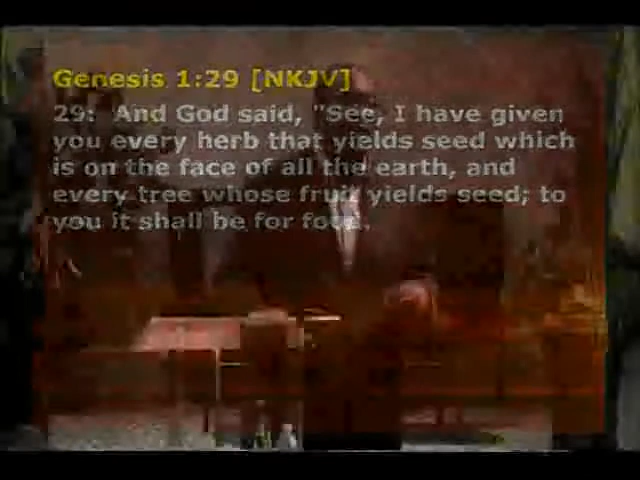 Genesis 1:29 [NKJV]
29:  And God said, "See, I have given
you every herb that yields seed which
is on the face of all the earth, and
every tree whose fruit yields seed; to
you it shall be for food.